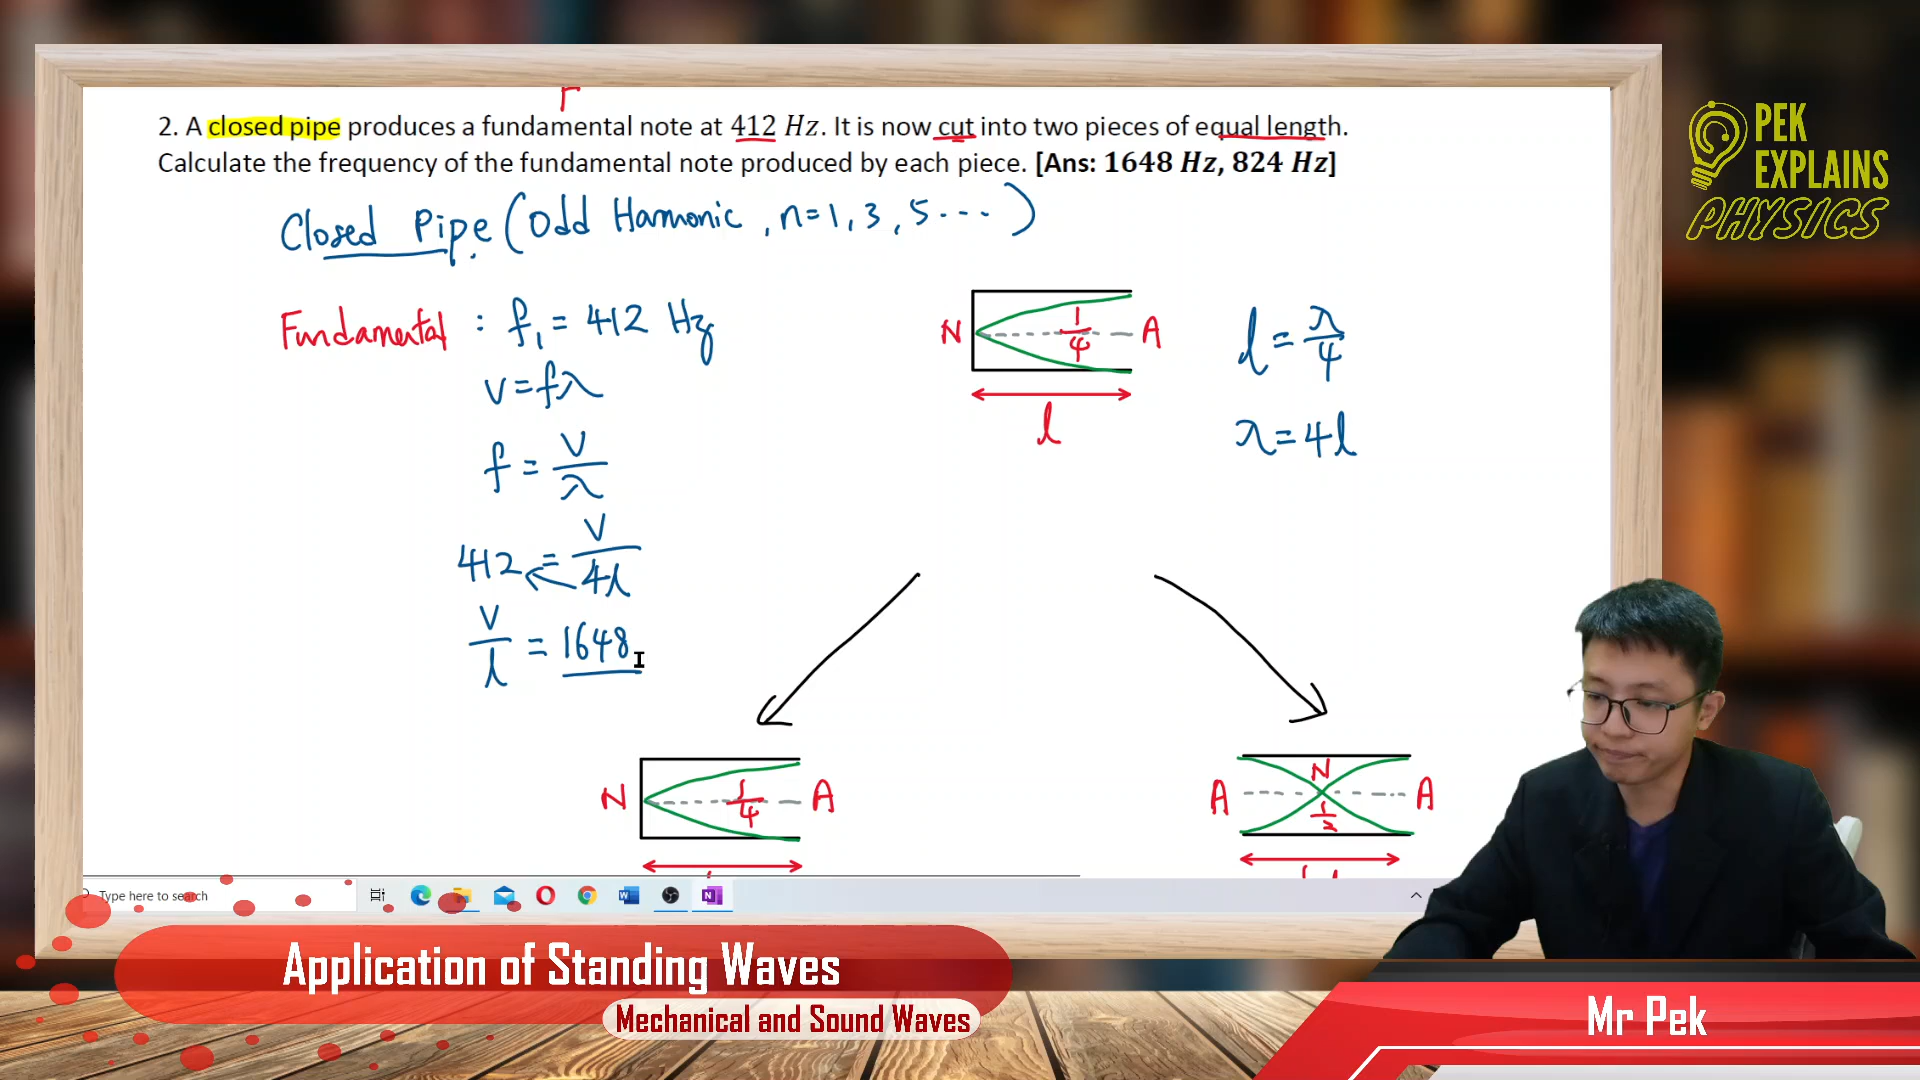 2. A closed pipe produces a fundamental note at 412 Hz. It is now cut into two pieces of equal length.
Calculate the frequency of the fundamental note produced by each piece. [Ans: 1648 Hz, 824 Hz]
PEK
EXPLAINS
PHYSICS
Closed Pipe (Odd Harmonic, n=1, 3, 5 ...)
Fundamental : f₁ = 412 Hz
v = fλ
f = v/λ
412 = v/4l
v/l = 1648
N 1/4 A
l
l = λ/4
λ = 4l
N 1/4 A
A N 1/2 A
Type here to search
Application of Standing Waves
Mechanical and Sound Waves
Mr Pek